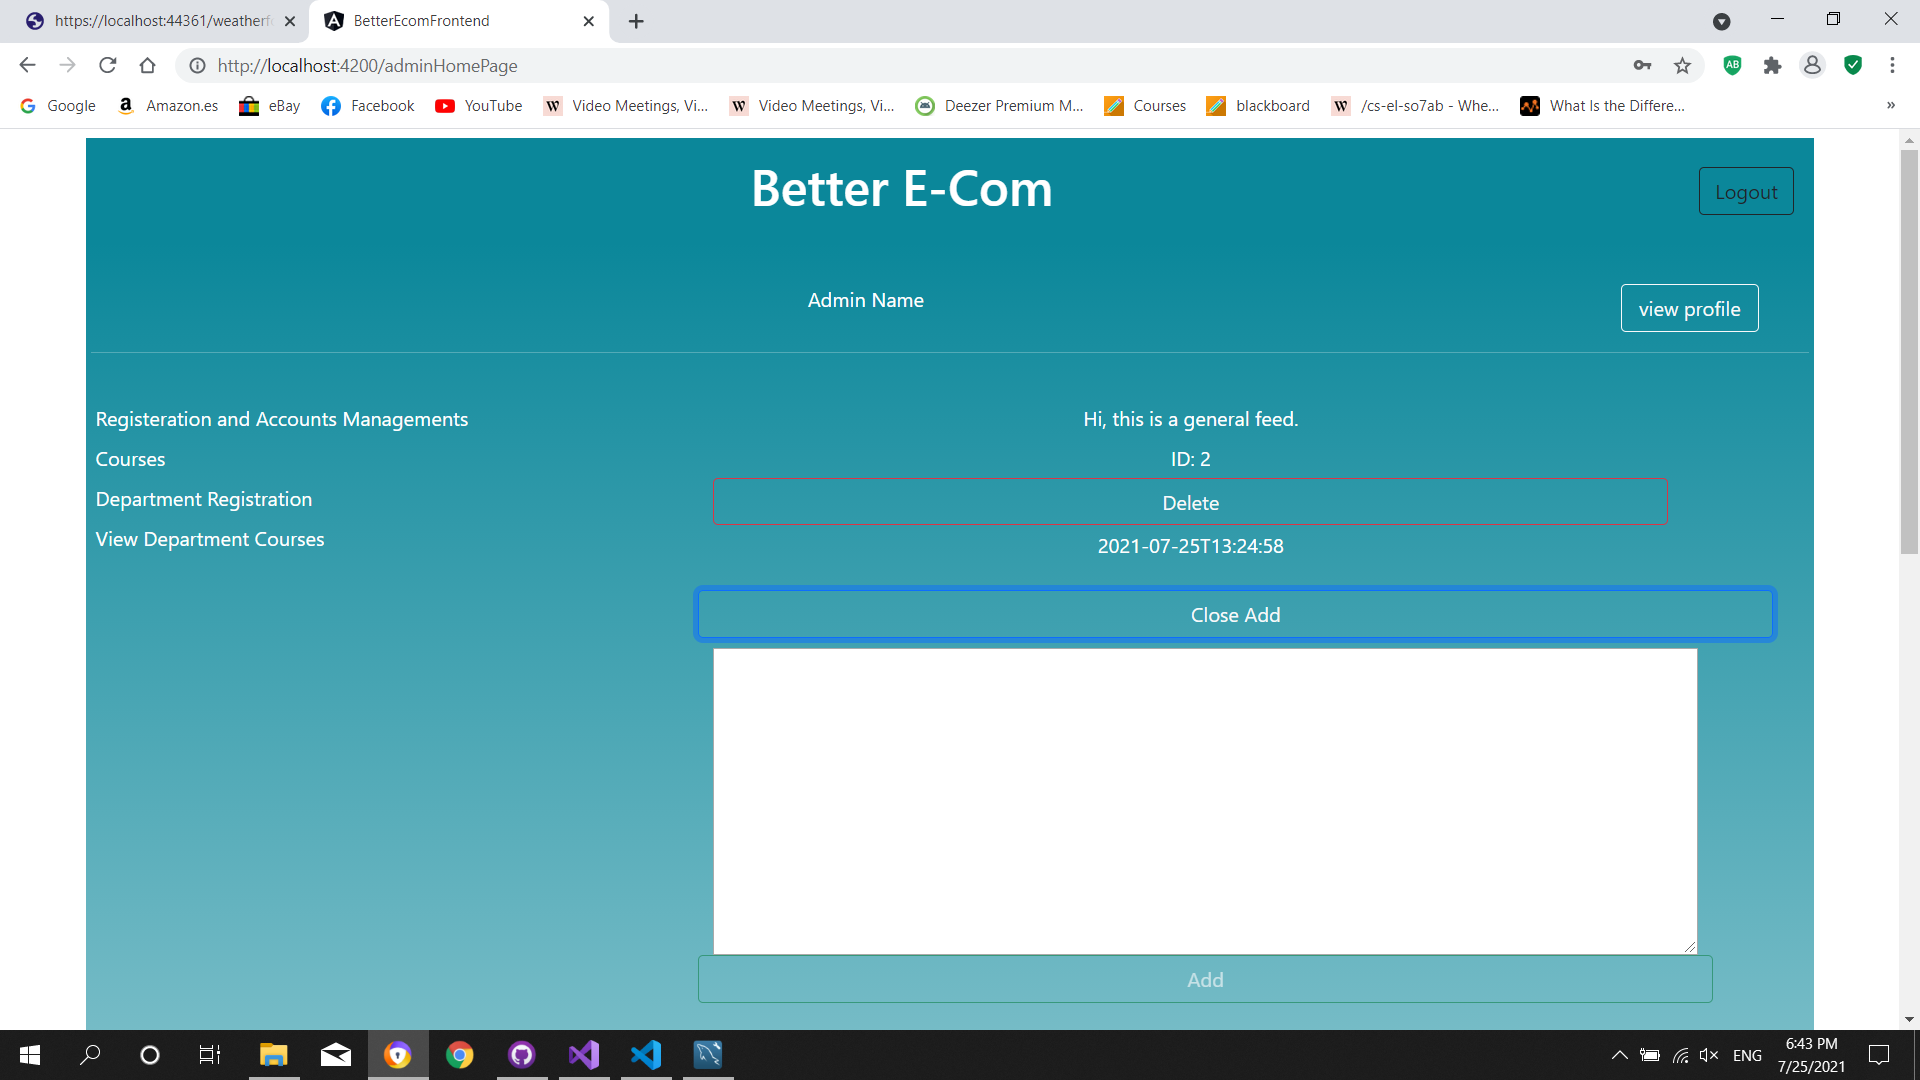 https://localhost:44361/weatherfo
BetterEcomFrontend
http://localhost:4200/adminHomePage
AB
Google
Amazon.es
eBay
Facebook
YouTube
Video Meetings, Vi...
Video Meetings, Vi...
Deezer Premium M...
Courses
blackboard
/cs-el-so7ab - Whe...
What Is the Differe...
»
Better E-Com
Logout
Admin Name
view profile
Registeration and Accounts Managements
Courses
Department Registration
View Department Courses
Hi, this is a general feed.
ID: 2
Delete
2021-07-25T13:24:58
Close Add
Add
ENG
6:43 PM
7/25/2021